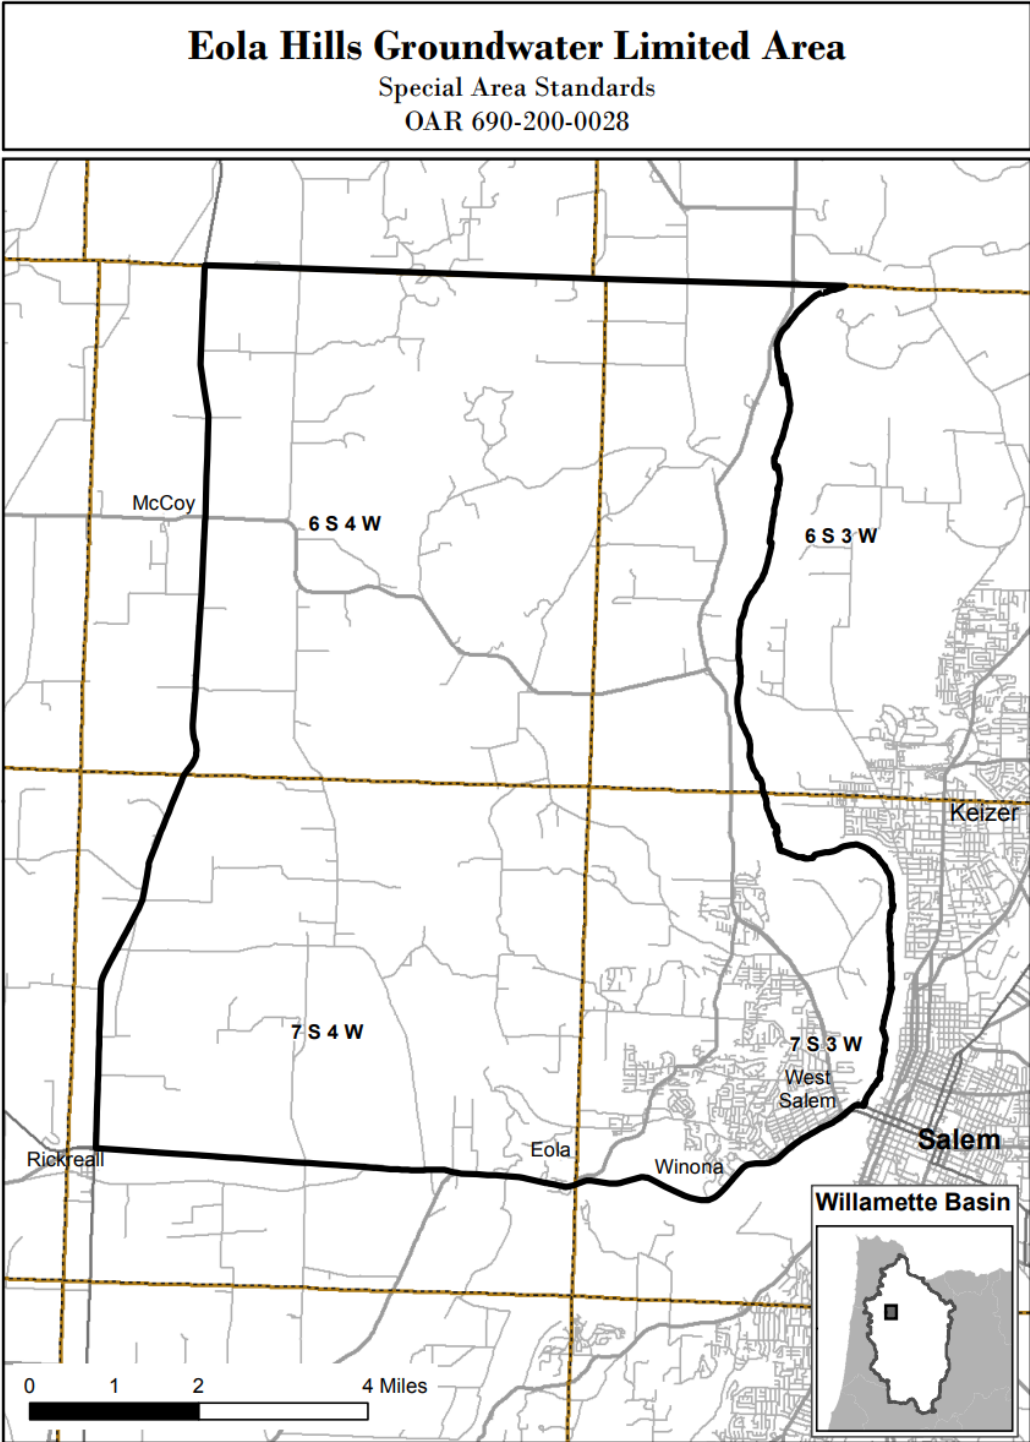 Eola Hills Groundwater Limited Area
Special Area Standards
OAR 690-200-0028
McCoy
6 S 4 W
6 S 3 W
Keizer
7 S 4 W
7 S 3 W
West
Salem
Salem
Eola
Rickreall
Winona
Willamette Basin
0 1 2 4 Miles